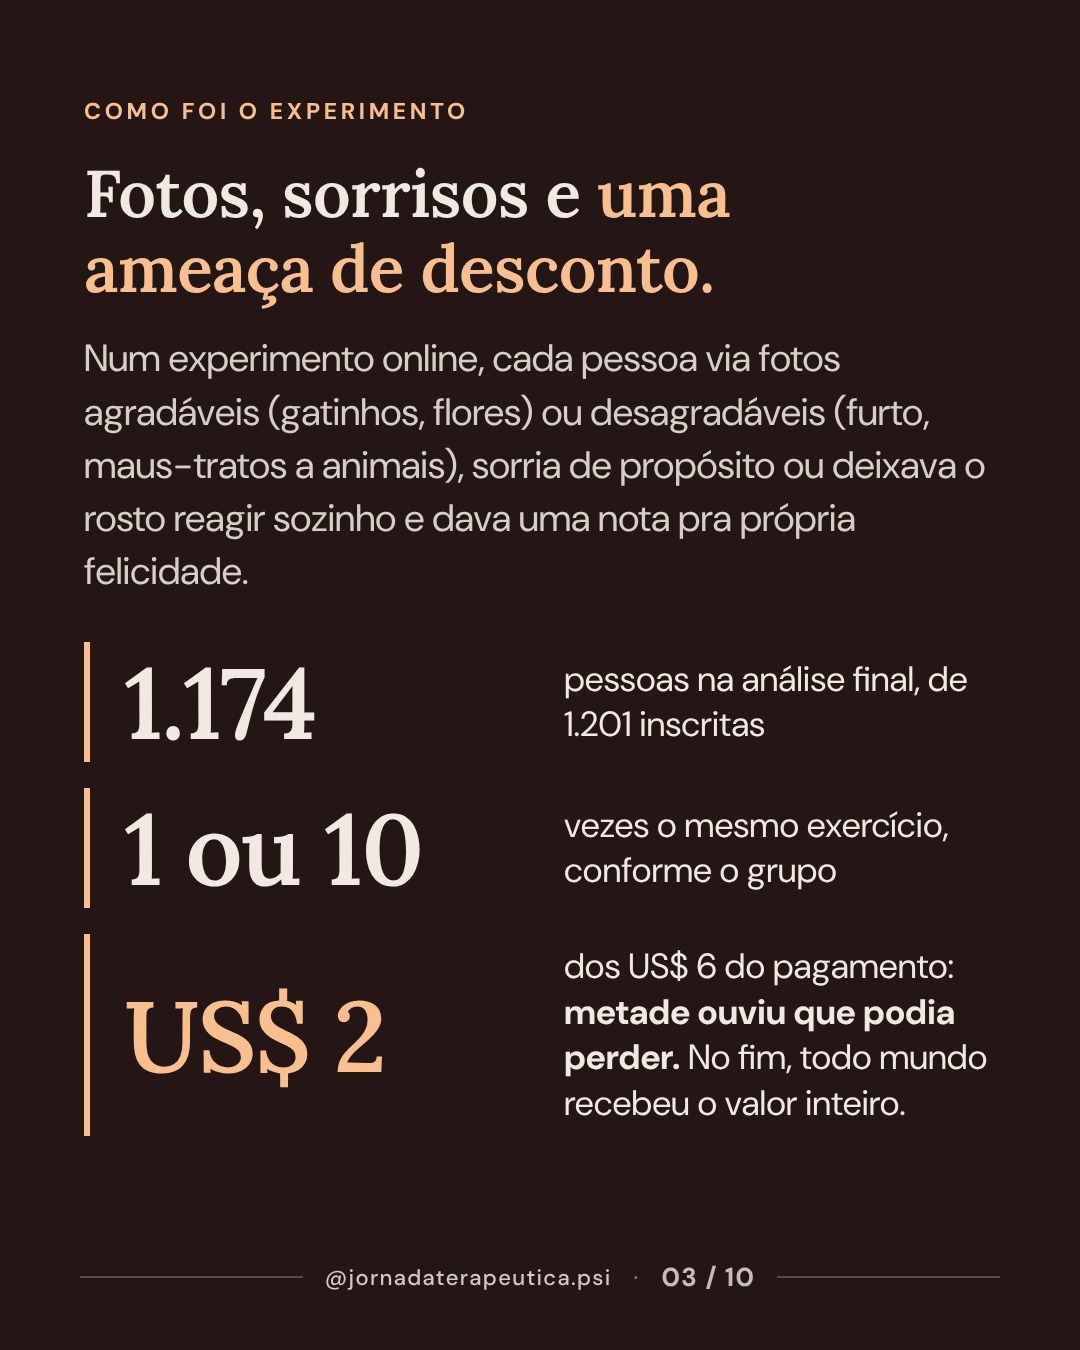 COMO FOI O EXPERIMENTO
Fotos, sorrisos e uma
ameaça de desconto.
Num experimento online, cada pessoa via fotos
agradáveis (gatinhos, flores) ou desagradáveis (furto,
maus-tratos a animais), sorria de propósito ou deixava o
rosto reagir sozinho e dava uma nota pra própria
felicidade.
1.174
pessoas na análise final, de
1.201 inscritas
1 ou 10
vezes o mesmo exercício,
conforme o grupo
US$ 2
dos US$ 6 do pagamento:
metade ouviu que podia
perder. No fim, todo mundo
recebeu o valor inteiro.
@jornadaterapeutica.psi · 03 / 10